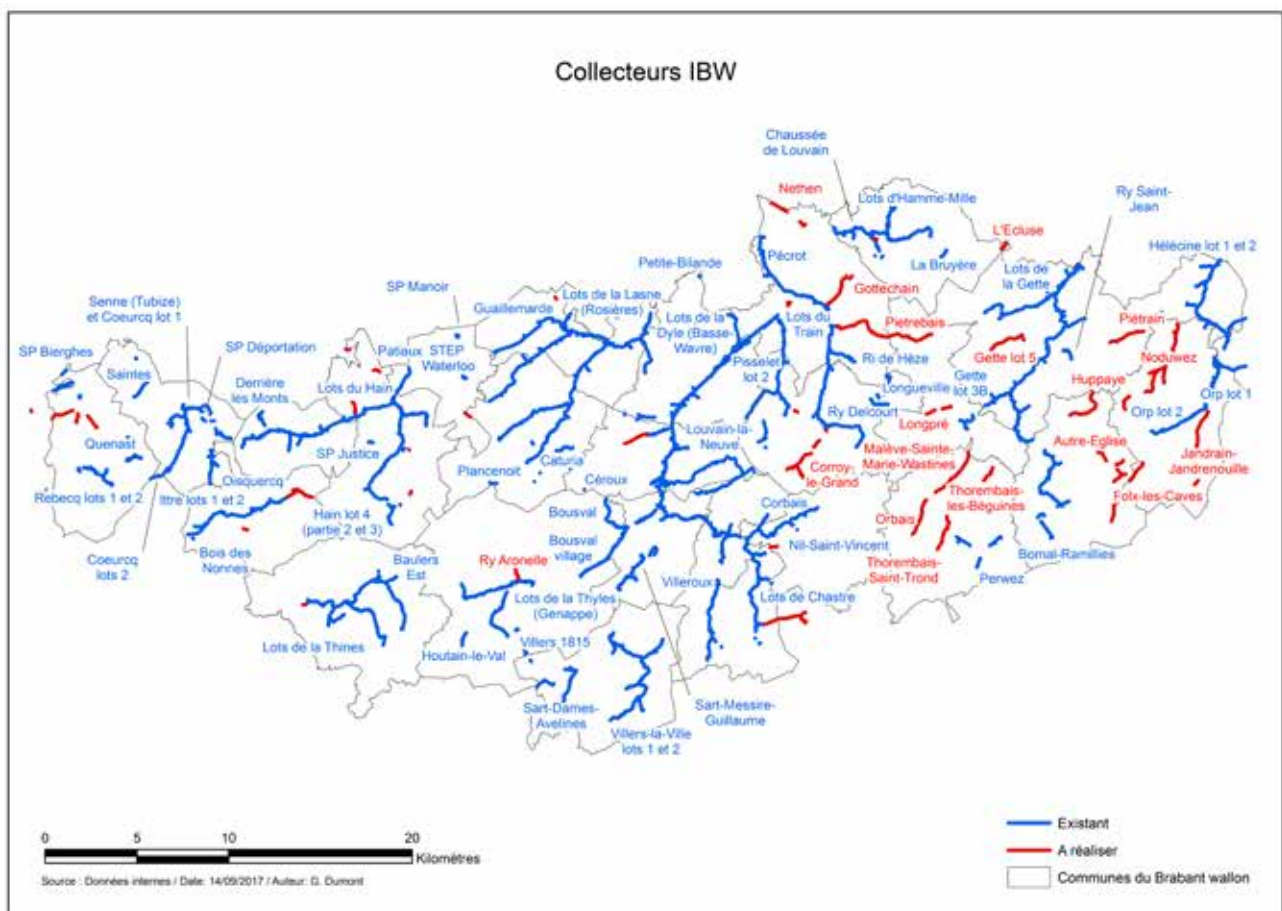 Collecteurs IBW
Chaussée
de Louvain
Nethen
Lots d'Hamme-Mille
Ry Saint-
Jean
L'Ecluse
Hélécine lot 1 et 2
Pécrot
La Bruyère
Lots de
la Gette
Petite-Bilande
SP Manoir
Gottechain
Senne (Tubize)
et Coeurcq lot 1
Guaillemarde
Lots de la Lasne
(Rosières)
Lots de la
Dyle (Basse-
Wavre)
Lots du
Train
Pietrebais
Piétrain
SP Bierghes
SP Déportation
Patiaux
STEP
Waterloo
Pisselet
lot 2
Ri de Hèze
Gette lot 5
Noduwez
Saintes
Derrière
les Monts
Lots du Hain
Longueville
Gette
lot 3B
Huppaye
Orp lot 1
Orp lot 2
Ry Delcourt
Longpré
Quenast
SP Justice
Louvain-la-
Neuve
Malève-Sainte-
Marie-Wastines
Autre-Eglise
Jandrain-
Jandrenouille
Plancenoit
Caturia
Corroy-
le-Grand
Rebecq lots 1 et 2
Ittre lots 1 et 2
Oisquercq
Céroux
Thorembais-
les-Béguines
Folx-les-Caves
Hain lot 4
(partie 2 et 3)
Bousval
Corbais
Orbais
Coeurcq
lots 2
Bois des
Nonnes
Bousval
village
Nil-Saint-Vincent
Bomal-Ramillies
Baulers
Est
Ry Aronelle
Villeroux
Thorembais-
Saint-Trond
Perwez
Lots de la Thyles
(Genappe)
Lots de Chastre
Lots de la Thines
Houtain-le-Val
Villers 1815
Sart-Dames-
Avelines
Sart-Messire-
Guillaume
Villers-la-Ville
lots 1 et 2
0 5 10 20
Kilomètres
Source : Données internes / Date: 14/09/2017 / Auteur: G. Dumont
Existant
A réaliser
Communes du Brabant wallon